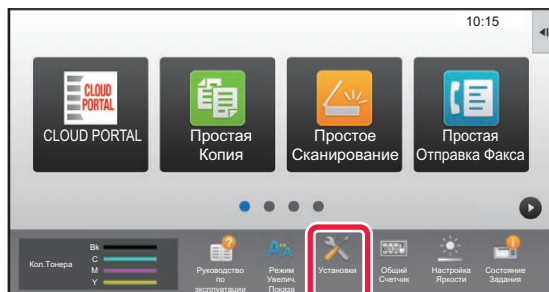 10:15
CLOUD
PORTAL
CLOUD PORTAL
Простая
Копия
Простое
Сканирование
Простая
Отправка Факса
Кол.Тонера
Bk
C
M
Y
Руководство
по
эксплуатации
Режим
Увелич.
Показа
Установки
Общий
Счетчик
Настройка
Яркости
Состояние
Задания